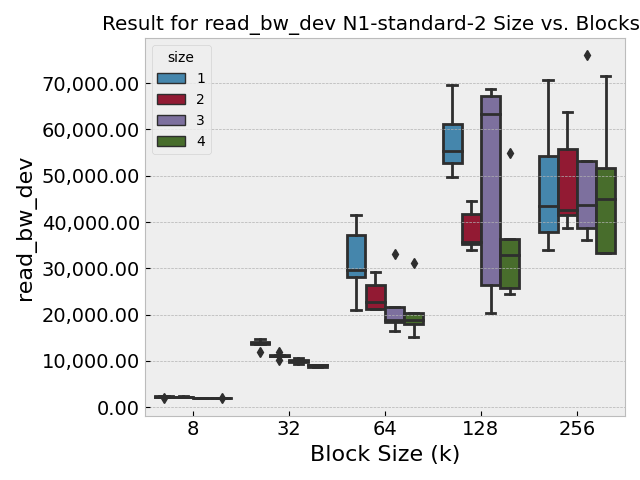 Result for read_bw_dev N1-standard-2 Size vs. Blocks
size
1
2
3
4
70,000.00
60,000.00
50,000.00
40,000.00
30,000.00
20,000.00
10,000.00
0.00
read_bw_dev
8 32 64 128 256
Block Size (k)